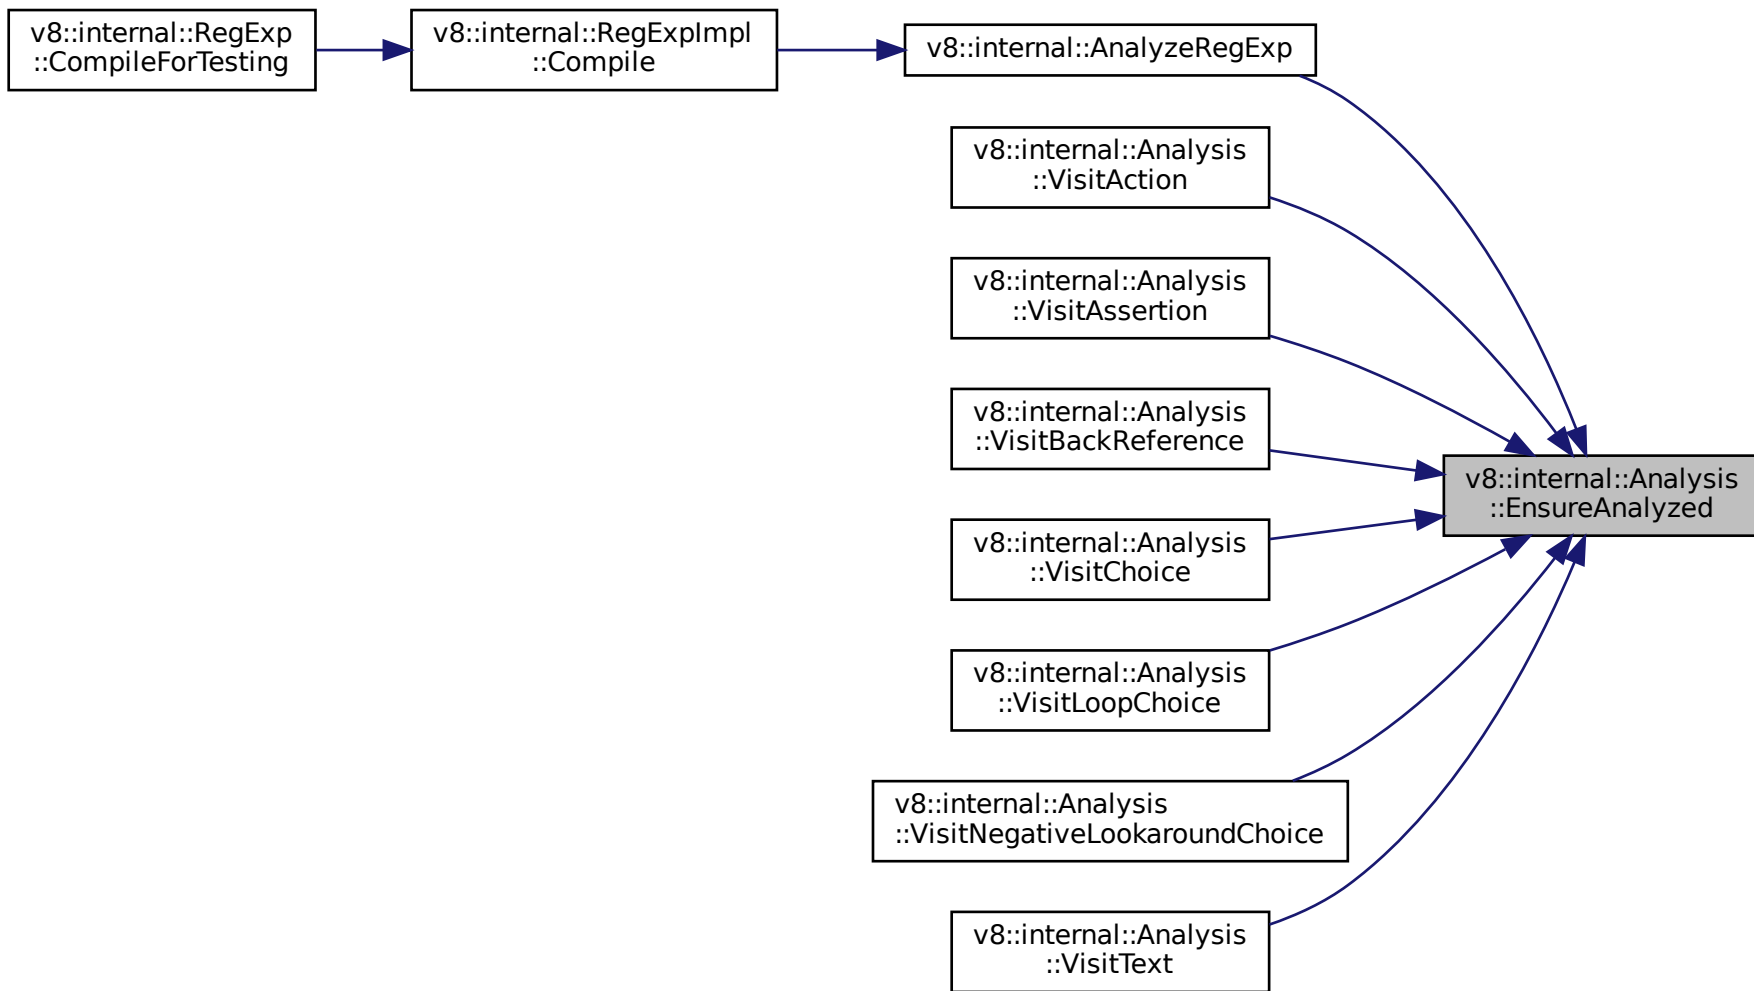 v8::internal::RegExp
::CompileForTesting
v8::internal::RegExpImpl
::Compile
v8::internal::AnalyzeRegExp
v8::internal::Analysis
::VisitAction
v8::internal::Analysis
::VisitAssertion
v8::internal::Analysis
::VisitBackReference
v8::internal::Analysis
::EnsureAnalyzed
v8::internal::Analysis
::VisitChoice
v8::internal::Analysis
::VisitLoopChoice
v8::internal::Analysis
::VisitNegativeLookaroundChoice
v8::internal::Analysis
::VisitText